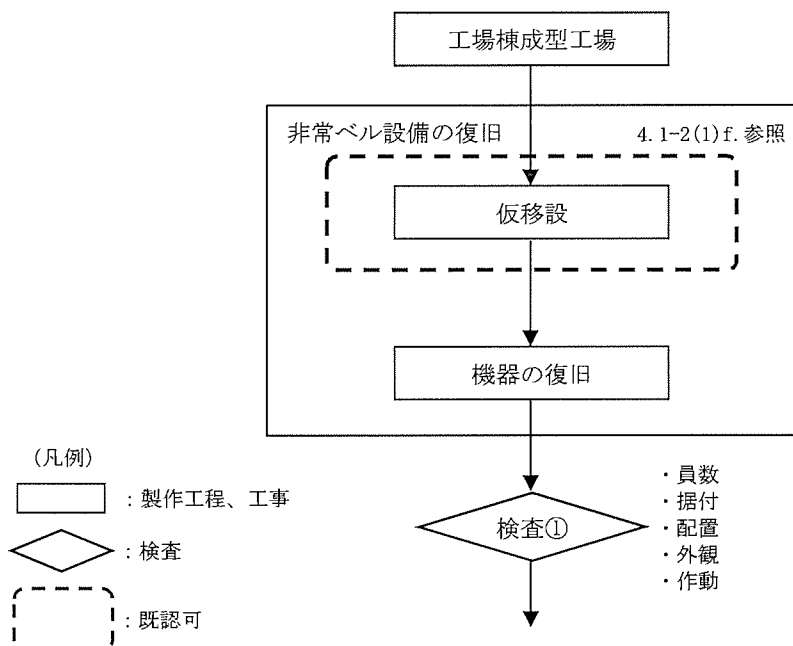 工場棟成型工場
非常ベル設備の復旧 4.1-2(1)f.参照
仮移設
機器の復旧
(凡例)
：製作工程、工事
：検査
：既認可
検査①
・員数
・据付
・配置
・外観
・作動